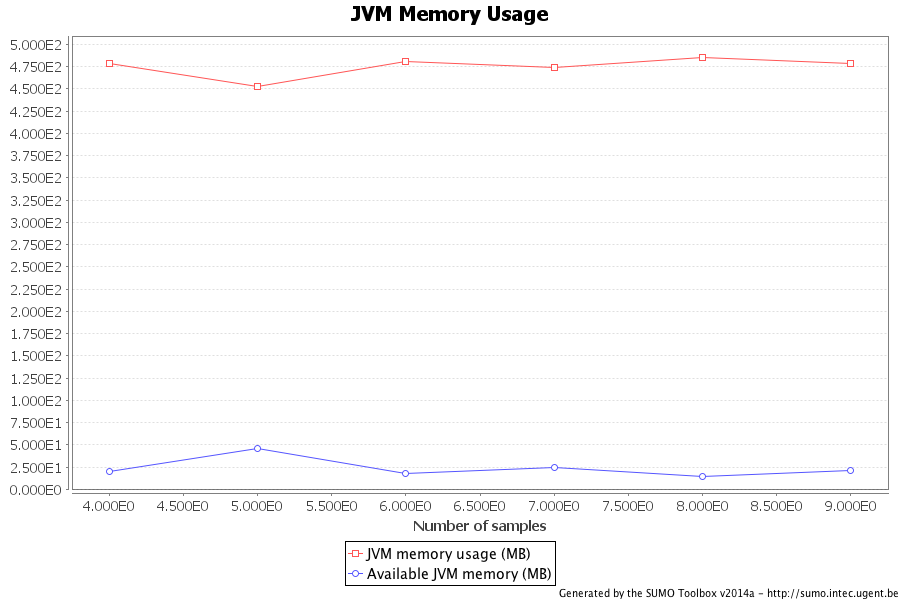 JVM Memory Usage
5.000E2
4.750E2
4.500E2
4.250E2
4.000E2
3.750E2
3.500E2
3.250E2
3.000E2
2.750E2
2.500E2
2.250E2
2.000E2
1.750E2
1.500E2
1.250E2
1.000E2
7.500E1
5.000E1
2.500E1
0.000E0
4.000E0 4.500E0 5.000E0 5.500E0 6.000E0 6.500E0 7.000E0 7.500E0 8.000E0 8.500E0 9.000E0
Number of samples
JVM memory usage (MB)
Available JVM memory (MB)
Generated by the SUMO Toolbox v2014a - http://sumo.intec.ugent.be